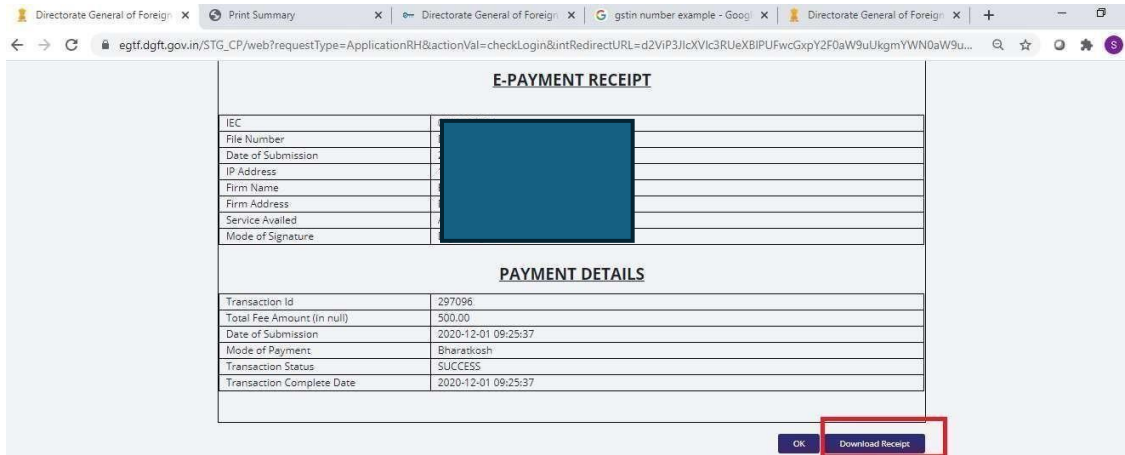 Directorate General of Foreign
Print Summary
Directorate General of Foreign
gstin number example - Googl
Directorate General of Foreign
egtf.dgft.gov.in/STG_CP/web?requestType=ApplicationRH&actionVal=checkLogin&intRedirectURL=d2ViP3JlcXVlc3RUeXBlPUFwcGxpY2F0aW9uUkgmYWN0aW9u...
S
E-PAYMENT RECEIPT
IEC
File Number
Date of Submission
IP Address
Firm Name
Firm Address
Service Availed
Mode of Signature
PAYMENT DETAILS
Transaction Id 297096
Total Fee Amount (in null) 500.00
Date of Submission 2020-12-01 09:25:37
Mode of Payment Bharatkosh
Transaction Status SUCCESS
Transaction Complete Date 2020-12-01 09:25:37
OK Download Receipt